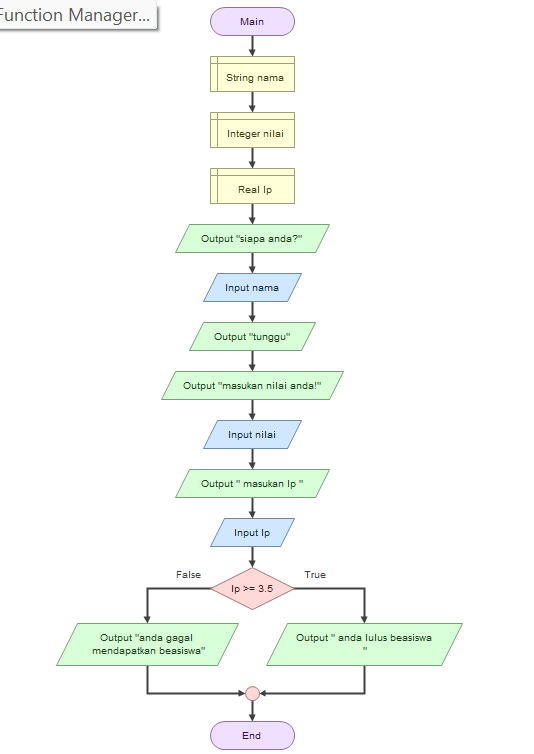 Function Manager...
Main
String nama
Integer nilai
Real Ip
Output "siapa anda?"
Input nama
Output "tunggu"
Output "masukan nilai anda!"
Input nilai
Output " masukan Ip "
Input Ip
Ip >= 3.5
False
True
Output "anda gagal
mendapatkan beasiswa"
Output " anda lulus beasiswa
"
End